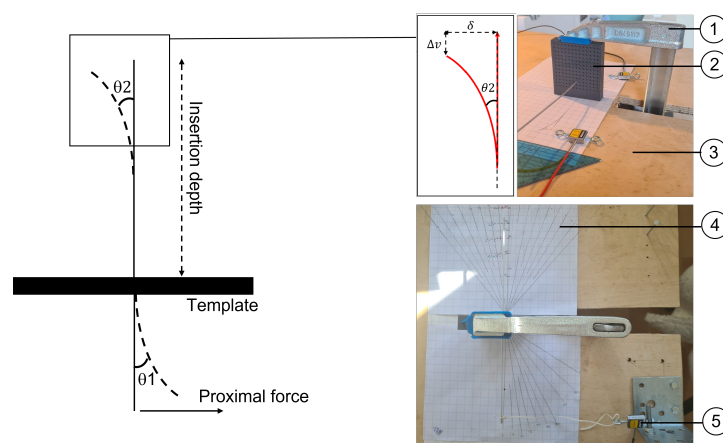 θ2
Insertion depth
Template
θ1
Proximal force
δ
Δv
θ2
1
2
3
4
5